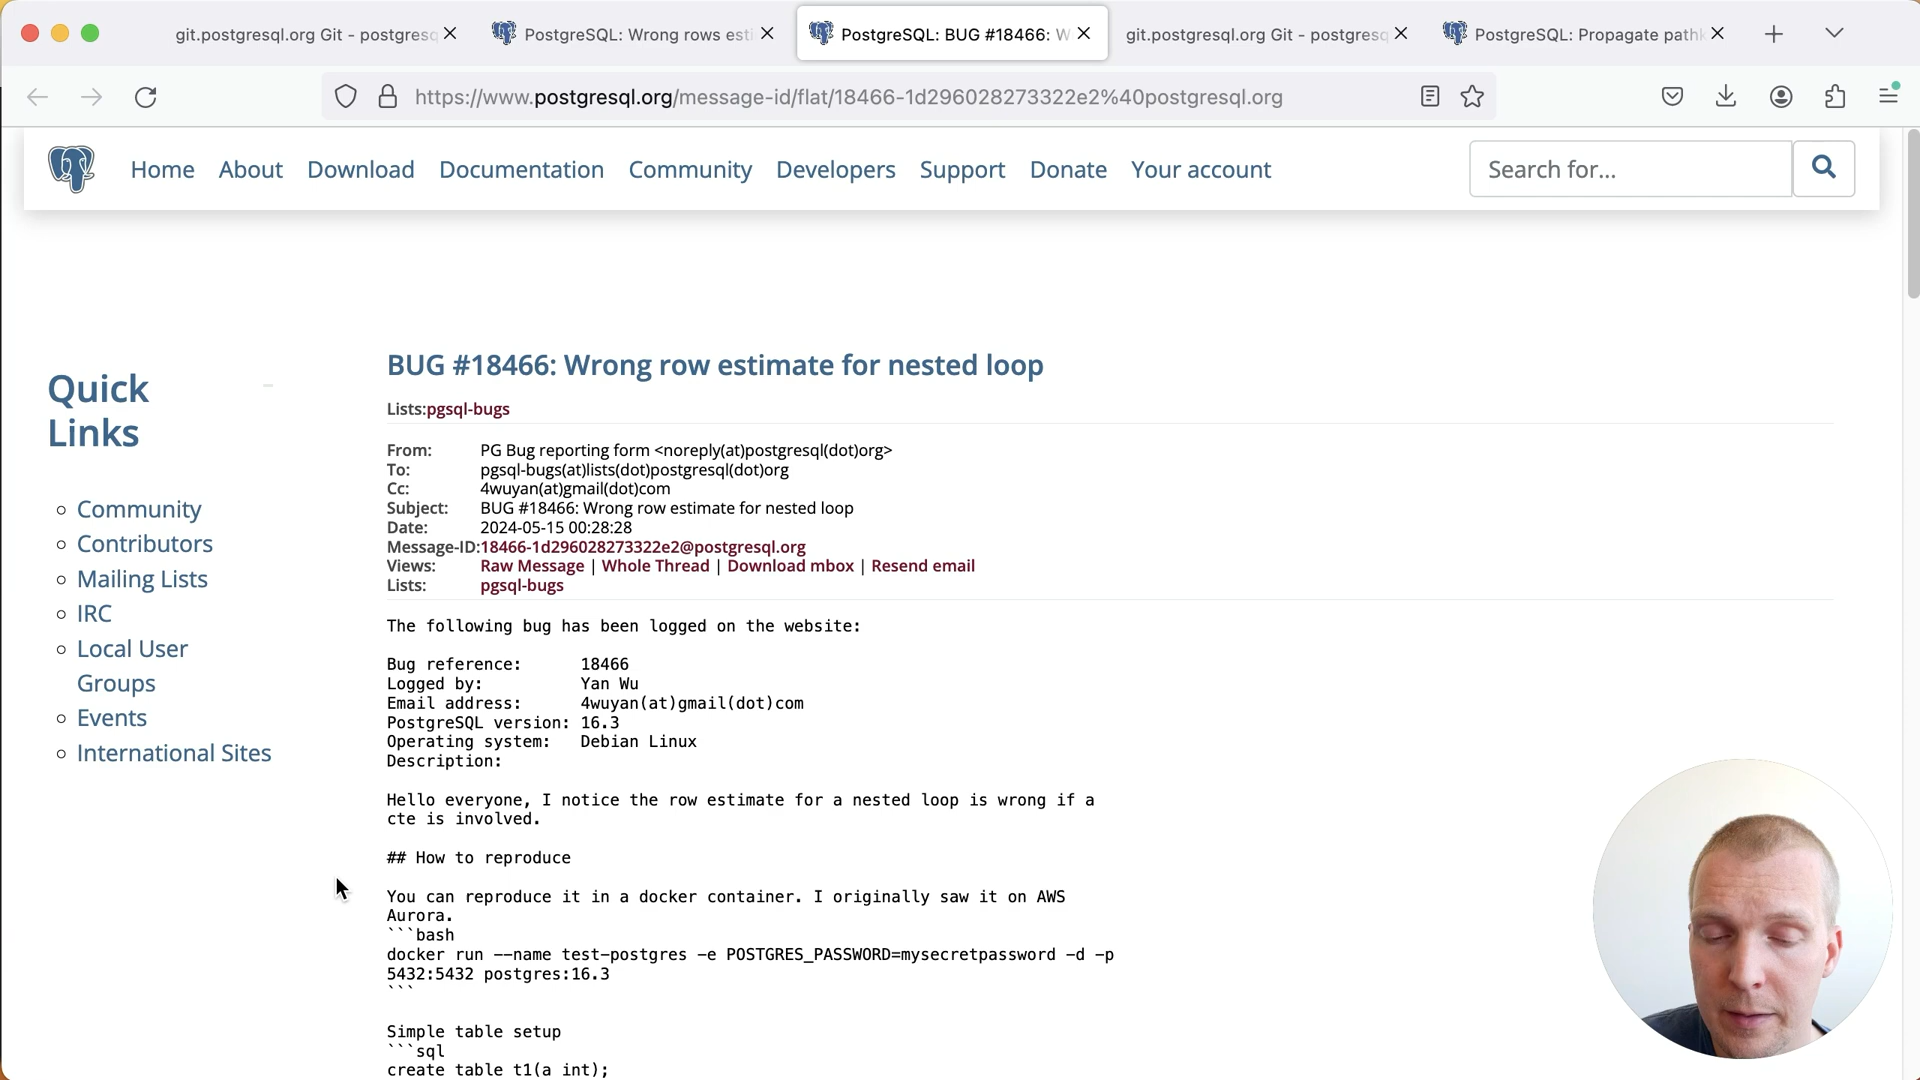 git.postgresql.org Git - postgresq
PostgreSQL: Wrong rows esti
PostgreSQL: BUG #18466: W
git.postgresql.org Git - postgresq
PostgreSQL: Propagate pathk
https://www.postgresql.org/message-id/flat/18466-1d296028273322e2%40postgresql.org
Home About Download Documentation Community Developers Support Donate Your account
Search for...
Quick
Links
Community
Contributors
Mailing Lists
IRC
Local User
Groups
Events
International Sites
BUG #18466: Wrong row estimate for nested loop
Lists:pgsql-bugs
From: PG Bug reporting form <noreply(at)postgresql(dot)org>
To: pgsql-bugs(at)lists(dot)postgresql(dot)org
Cc: 4wuyan(at)gmail(dot)com
Subject: BUG #18466: Wrong row estimate for nested loop
Date: 2024-05-15 00:28:28
Message-ID:18466-1d296028273322e2@postgresql.org
Views: Raw Message | Whole Thread | Download mbox | Resend email
Lists: pgsql-bugs
The following bug has been logged on the website:
Bug reference: 18466
Logged by: Yan Wu
Email address: 4wuyan(at)gmail(dot)com
PostgreSQL version: 16.3
Operating system: Debian Linux
Description:
Hello everyone, I notice the row estimate for a nested loop is wrong if a
cte is involved.
## How to reproduce
You can reproduce it in a docker container. I originally saw it on AWS
Aurora.
```bash
docker run --name test-postgres -e POSTGRES_PASSWORD=mysecretpassword -d -p
5432:5432 postgres:16.3
```
Simple table setup
```sql
create table t1(a int);